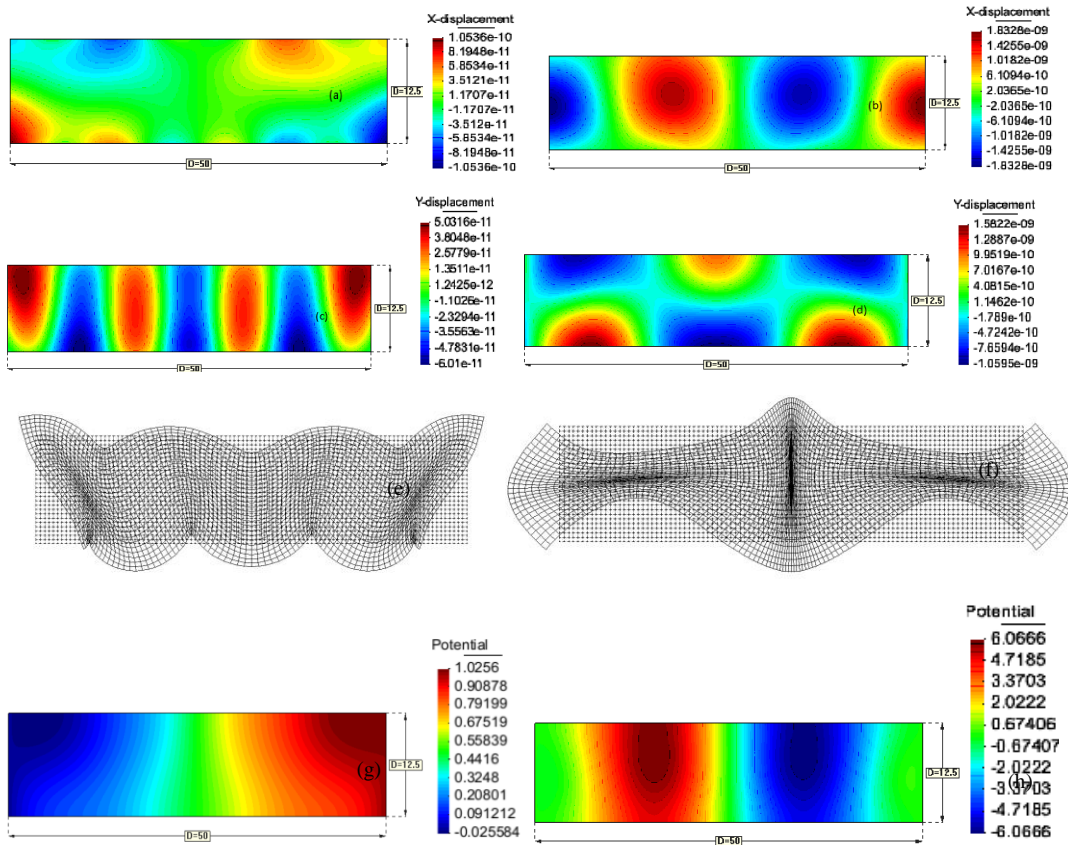 X-displacement
1.0536e-10
8.1948e-11
5.8534e-11
3.5121e-11
1.1707e-11
-1.1707e-11
-3.512e-11
-5.8534e-11
-8.1948e-11
-1.0536e-10
(a)
D=12.5
D=50
X-displacement
1.8328e-09
1.4255e-09
1.0182e-09
6.1094e-10
2.0365e-10
-2.0365e-10
-6.1094e-10
-1.0182e-09
-1.4255e-09
-1.8328e-09
(b)
D=12.5
D=50
Y-displacement
5.0316e-11
3.8048e-11
2.5779e-11
1.3511e-11
1.2425e-12
-1.1026e-11
-2.3294e-11
-3.5563e-11
-4.7831e-11
-6.01e-11
(c)
D=12.5
D=50
Y-displacement
1.5822e-09
1.2887e-09
9.9519e-10
7.0167e-10
4.0815e-10
1.1462e-10
-1.789e-10
-4.7242e-10
-7.6594e-10
-1.0595e-09
(d)
D=12.5
D=50
(e)
(f)
Potential
1.0256
0.90878
0.79199
0.67519
0.55839
0.4416
0.3248
0.20801
0.091212
-0.025584
(g)
D=12.5
D=50
Potential
6.0666
4.7185
3.3703
2.0222
0.67406
-0.67407
-2.0222
-3.3703
-4.7185
-6.0666
(h)
D=12.5
D=50